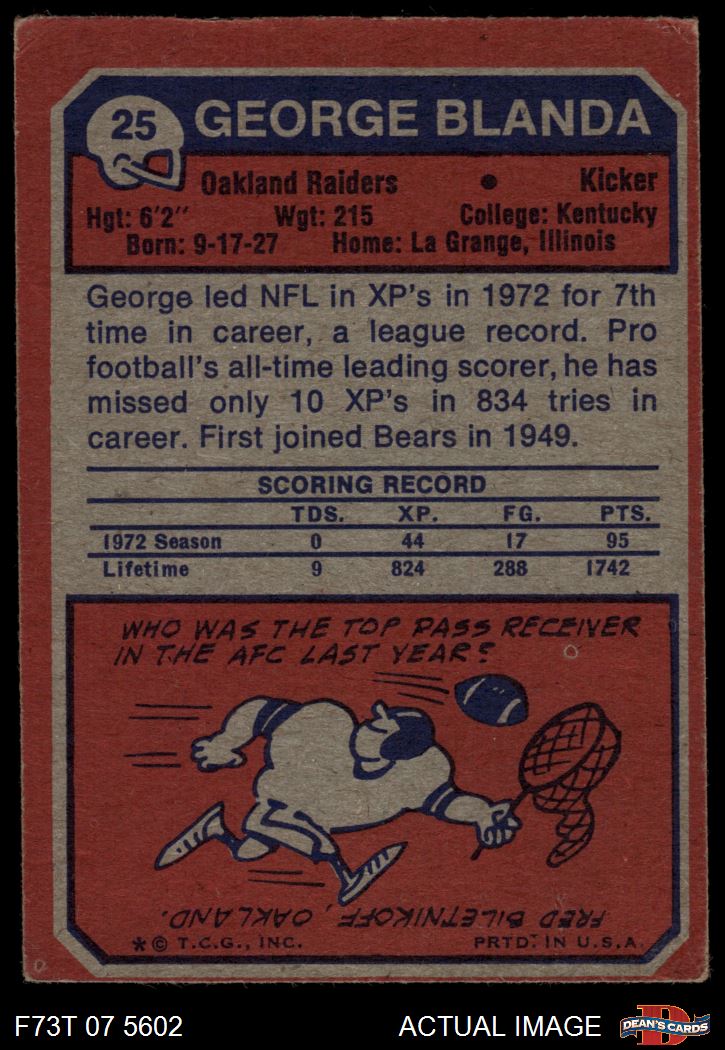 25 GEORGE BLANDA
Oakland Raiders • Kicker
Hgt: 6'2" Wgt: 215 College: Kentucky
Born: 9-17-27 Home: La Grange, Illinois
George led NFL in XP's in 1972 for 7th
time in career, a league record. Pro
football's all-time leading scorer, he has
missed only 10 XP's in 834 tries in
career. First joined Bears in 1949.
SCORING RECORD
TDS. XP. FG. PTS.
1972 Season 0 44 17 95
Lifetime 9 824 288 1742
WHO WAS THE TOP PASS RECEIVER
IN THE AFC LAST YEAR?
FRED BILETNIKOFF, OAKLAND.
*© T.C.G., INC. PRTD. IN U.S.A.
F73T 07 5602 ACTUAL IMAGE D DEAN'S CARDS